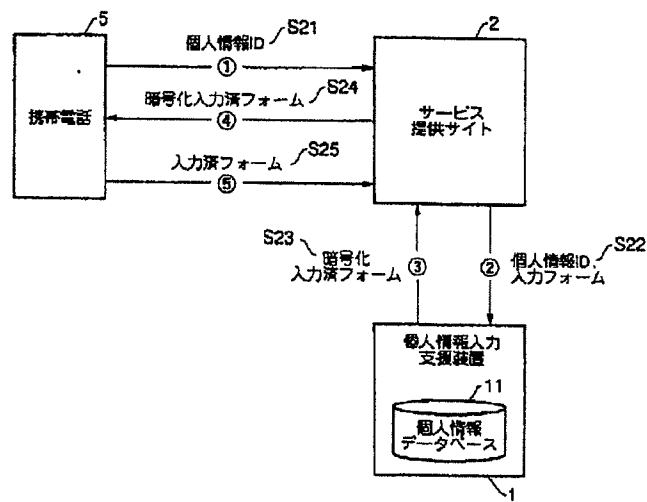 5
携帯電話
個人情報ID
S21
①
暗号化入力済フォーム
S24
④
入力済フォーム
S25
⑤
2
サービス
提供サイト
S23
暗号化
入力済フォーム
③
②
個人情報ID、
入力フォーム
S22
個人情報入力
支援装置
11
個人情報
データベース
1